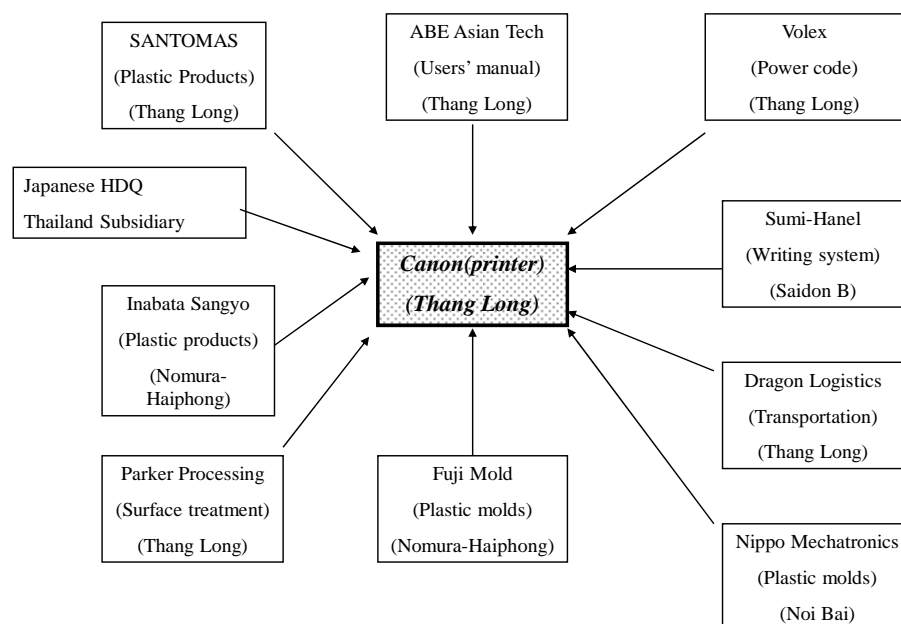 SANTOMAS
(Plastic Products)
(Thang Long)
ABE Asian Tech
(Users’ manual)
(Thang Long)
Volex
(Power code)
(Thang Long)
Japanese HDQ
Thailand Subsidiary
Canon(printer)
(Thang Long)
Sumi-Hanel
(Writing system)
(Saidon B)
Inabata Sangyo
(Plastic products)
(Nomura-
Haiphong)
Dragon Logistics
(Transportation)
(Thang Long)
Parker Processing
(Surface treatment)
(Thang Long)
Fuji Mold
(Plastic molds)
(Nomura-Haiphong)
Nippo Mechatronics
(Plastic molds)
(Noi Bai)